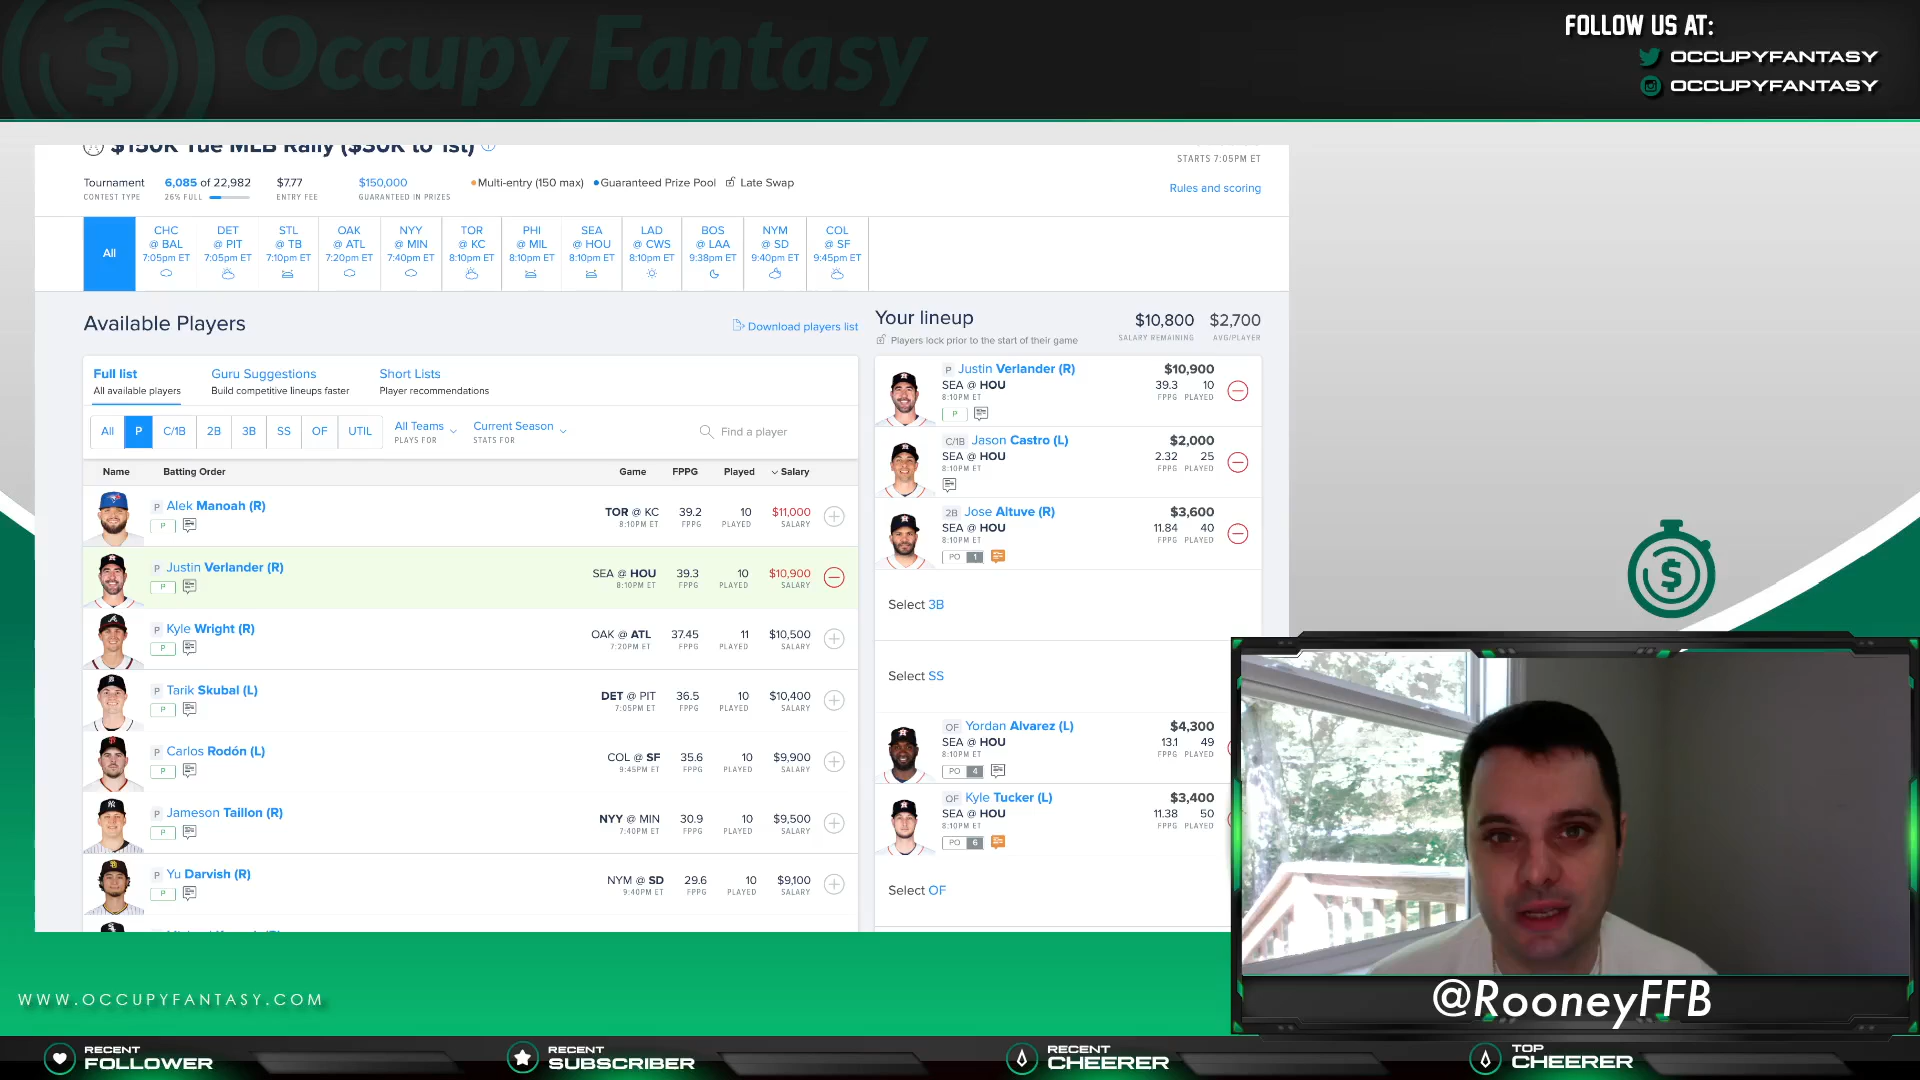 Occupy Fantasy
FOLLOW US AT:
OCCUPYFANTASY
OCCUPYFANTASY
$150K Tue MLB Rally ($30K to 1st)
STARTS 7:05PM ET
Tournament
CONTEST TYPE
6,085 of 22,982
26% FULL
$7.77
ENTRY FEE
$150,000
GUARANTEED IN PRIZES
Multi-entry (150 max)
Guaranteed Prize Pool
Late Swap
Rules and scoring
All
CHC
@ BAL
7:05pm ET
DET
@ PIT
7:05pm ET
STL
@ TB
7:10pm ET
OAK
@ ATL
7:20pm ET
NYY
@ MIN
7:40pm ET
TOR
@ KC
8:10pm ET
PHI
@ MIL
8:10pm ET
SEA
@ HOU
8:10pm ET
LAD
@ CWS
8:10pm ET
BOS
@ LAA
9:38pm ET
NYM
@ SD
9:40pm ET
COL
@ SF
9:45pm ET
Available Players
Download players list
Full list
All available players
Guru Suggestions
Build competitive lineups faster
Short Lists
Player recommendations
All P C/1B 2B 3B SS OF UTIL
All Teams
PLAYS FOR
Current Season
STATS FOR
Find a player
Name Batting Order Game FPPG Played Salary
P Alek Manoah (R)
P
TOR @ KC 39.2 10 $11,000
8:10PM ET FPPG PLAYED SALARY
P Justin Verlander (R)
P
SEA @ HOU 39.3 10 $10,900
8:10PM ET FPPG PLAYED SALARY
P Kyle Wright (R)
P
OAK @ ATL 37.45 11 $10,500
7:20PM ET FPPG PLAYED SALARY
P Tarik Skubal (L)
P
DET @ PIT 36.5 10 $10,400
7:05PM ET FPPG PLAYED SALARY
P Carlos Rodón (L)
P
COL @ SF 35.6 10 $9,900
9:45PM ET FPPG PLAYED SALARY
P Jameson Taillon (R)
P
NYY @ MIN 30.9 10 $9,500
7:40PM ET FPPG PLAYED SALARY
P Yu Darvish (R)
P
NYM @ SD 29.6 10 $9,100
9:40PM ET FPPG PLAYED SALARY
Your lineup
Players lock prior to the start of their game
$10,800
SALARY REMAINING
$2,700
AVG/PLAYER
P Justin Verlander (R) $10,900
SEA @ HOU 39.3 10
8:10PM ET FPPG PLAYED
P
C/1B Jason Castro (L) $2,000
SEA @ HOU 2.32 25
8:10PM ET FPPG PLAYED
2B Jose Altuve (R) $3,600
SEA @ HOU 11.84 40
8:10PM ET FPPG PLAYED
PO 1
Select 3B
Select SS
OF Yordan Alvarez (L) $4,300
SEA @ HOU 13.1 49
8:10PM ET FPPG PLAYED
PO 4
OF Kyle Tucker (L) $3,400
SEA @ HOU 11.38 50
8:10PM ET FPPG PLAYED
PO 6
Select OF
@RooneyFFB
WWW.OCCUPYFANTASY.COM
RECENT
FOLLOWER
RECENT
SUBSCRIBER
RECENT
CHEERER
TOP
CHEERER